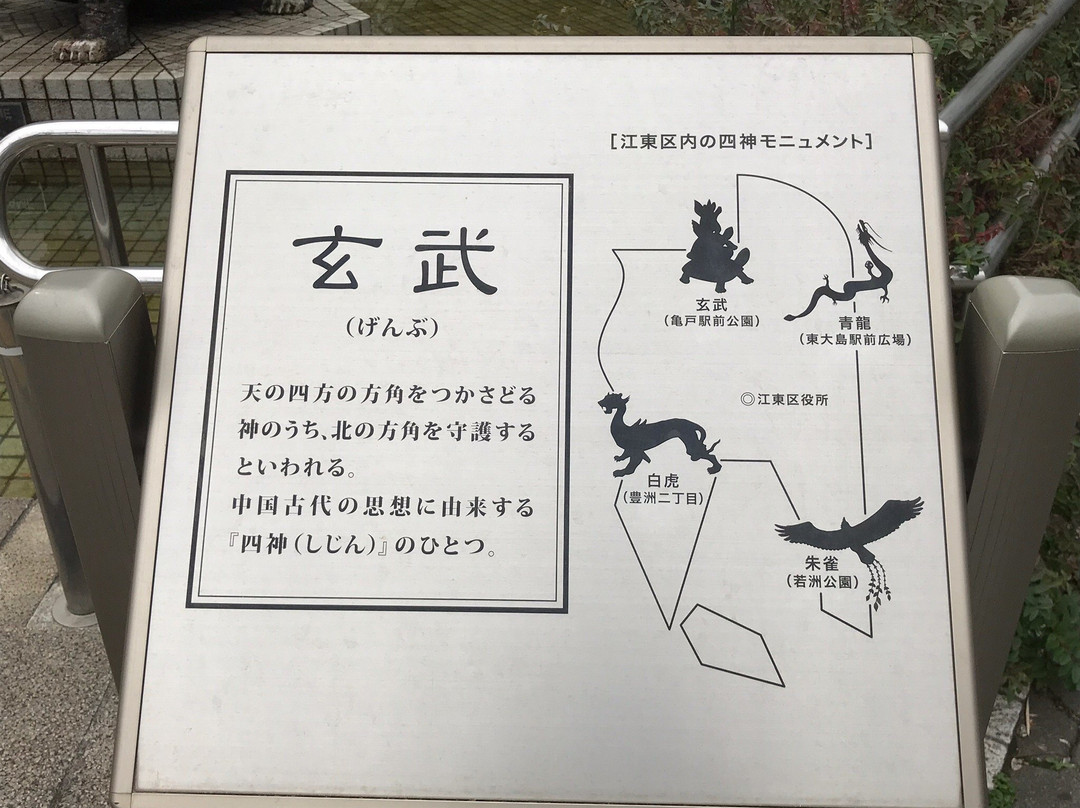 玄武
（げんぶ）
天の四方の方角をつかさどる
神のうち、北の方角を守護する
といわれる。
中国古代の思想に由来する
『四神（しじん）』のひとつ。
［江東区内の四神モニュメント］
玄武
（亀戸駅前公園）
青龍
（東大島駅前広場）
◎江東区役所
白虎
（豊洲二丁目）
朱雀
（若洲公園）